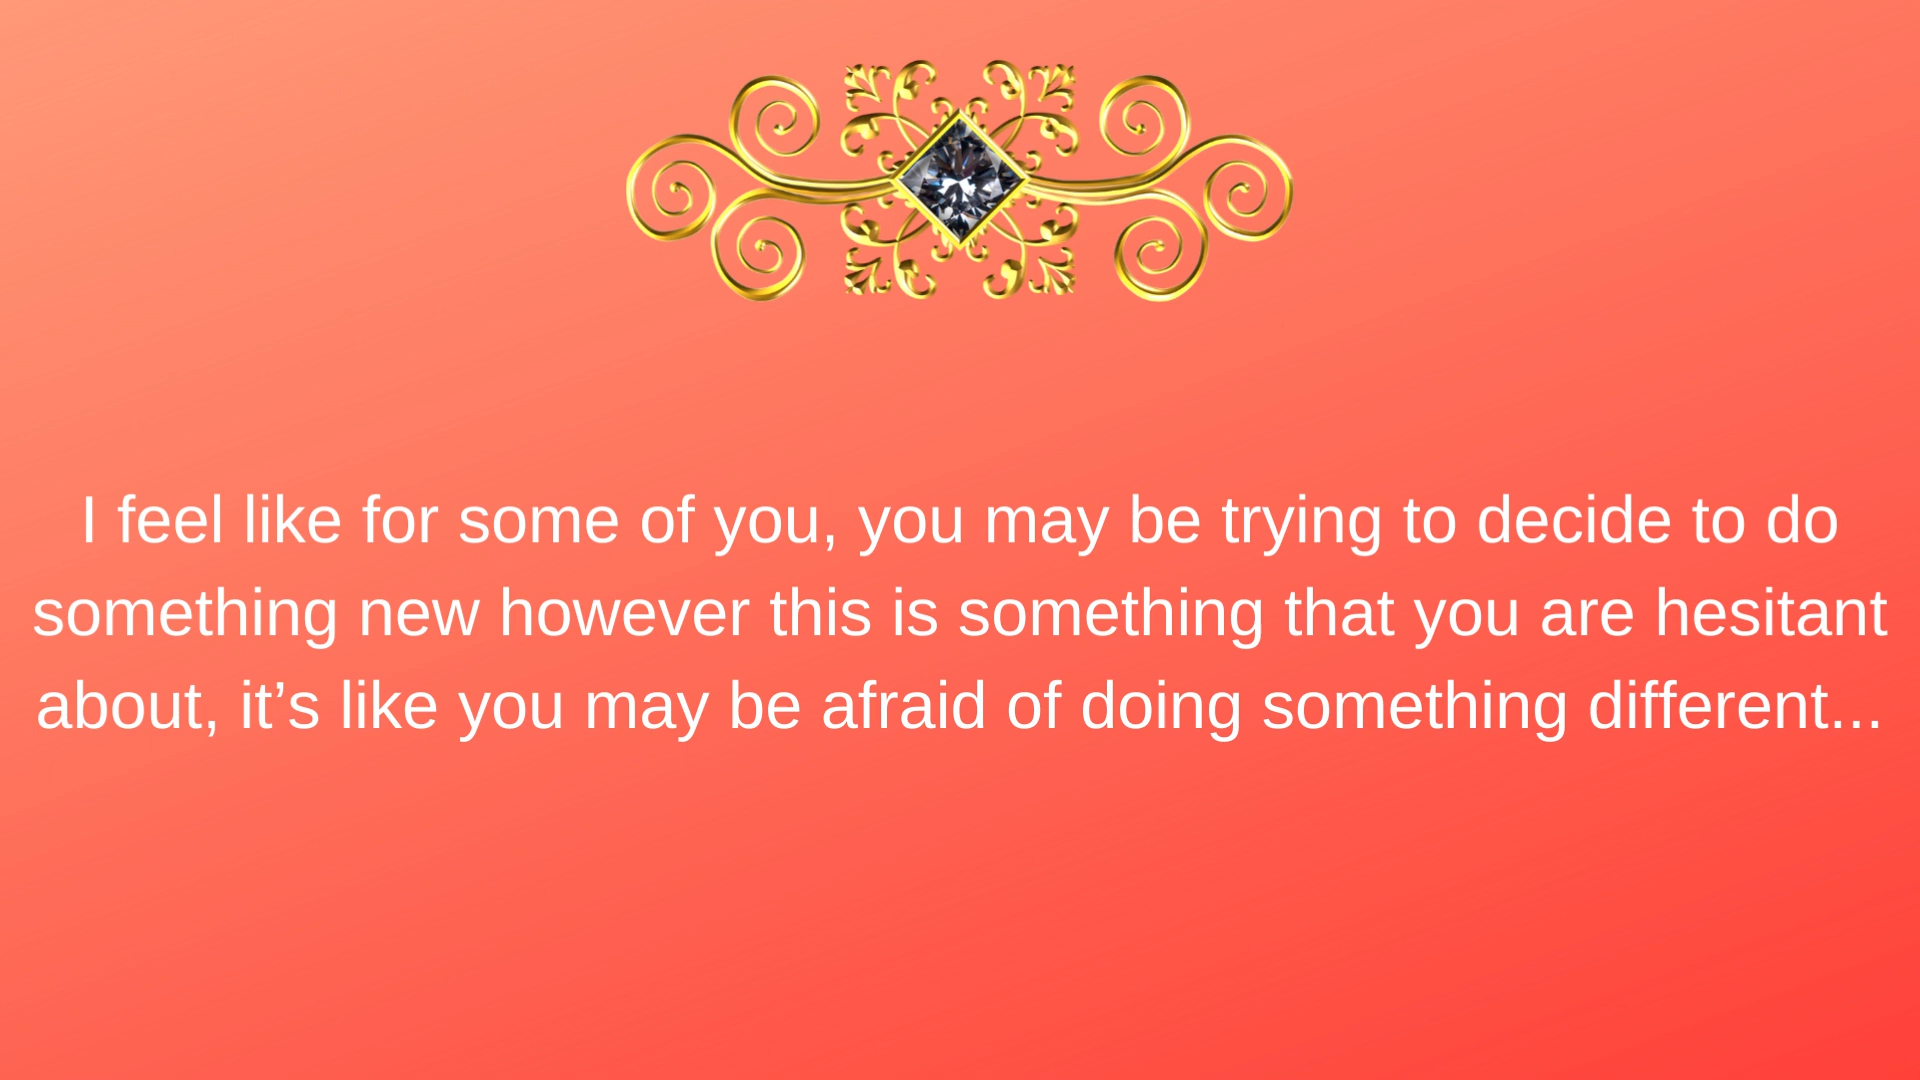 I feel like for some of you, you may be trying to decide to do
something new however this is something that you are hesitant
about, it’s like you may be afraid of doing something different...